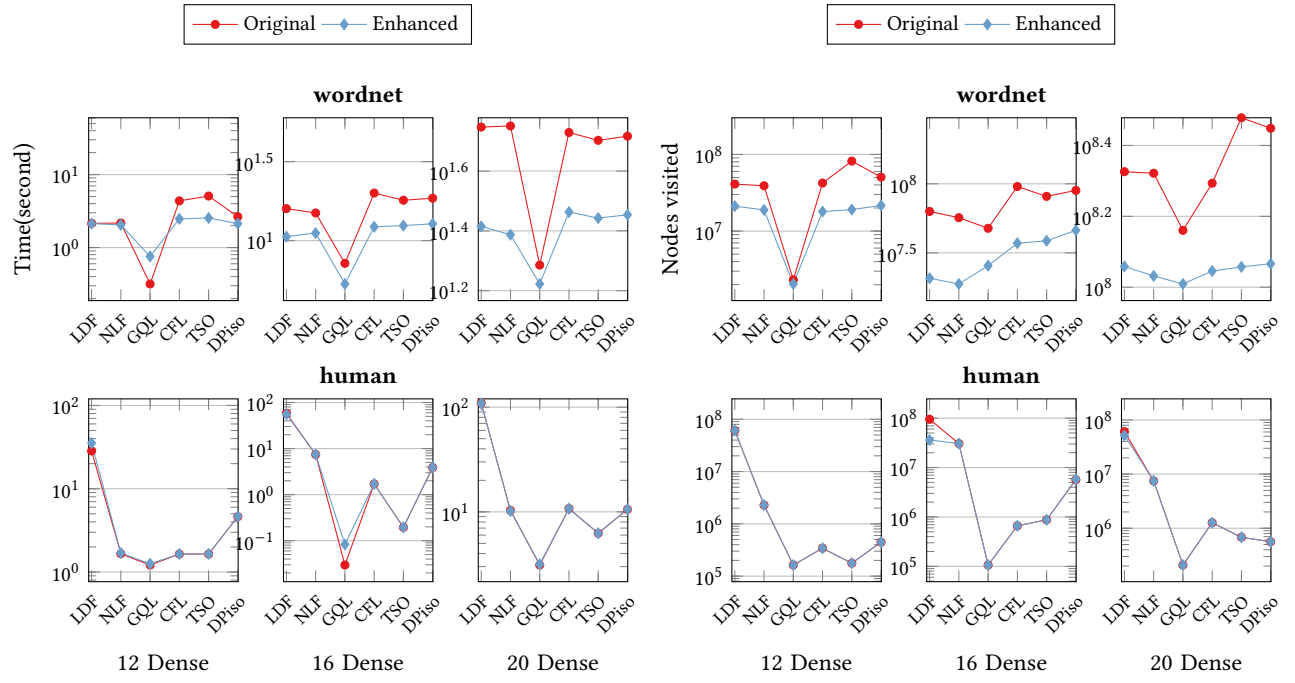 Original Enhanced
Original Enhanced
wordnet
wordnet
Time(second)
10^1
10^0
10^1.5
10^1
10^1.6
10^1.4
10^1.2
Nodes visited
10^8
10^7
10^8
10^7.5
10^8.4
10^8.2
10^8
LDF NLF GQL CFL TSO DPiso
LDF NLF GQL CFL TSO DPiso
LDF NLF GQL CFL TSO DPiso
LDF NLF GQL CFL TSO DPiso
LDF NLF GQL CFL TSO DPiso
LDF NLF GQL CFL TSO DPiso
human
human
10^2
10^1
10^0
10^2
10^1
10^0
10^−1
10^2
10^1
10^8
10^7
10^6
10^5
10^8
10^7
10^6
10^5
10^8
10^7
10^6
LDF NLF GQL CFL TSO DPiso
LDF NLF GQL CFL TSO DPiso
LDF NLF GQL CFL TSO DPiso
LDF NLF GQL CFL TSO DPiso
LDF NLF GQL CFL TSO DPiso
LDF NLF GQL CFL TSO DPiso
12 Dense 16 Dense 20 Dense
12 Dense 16 Dense 20 Dense